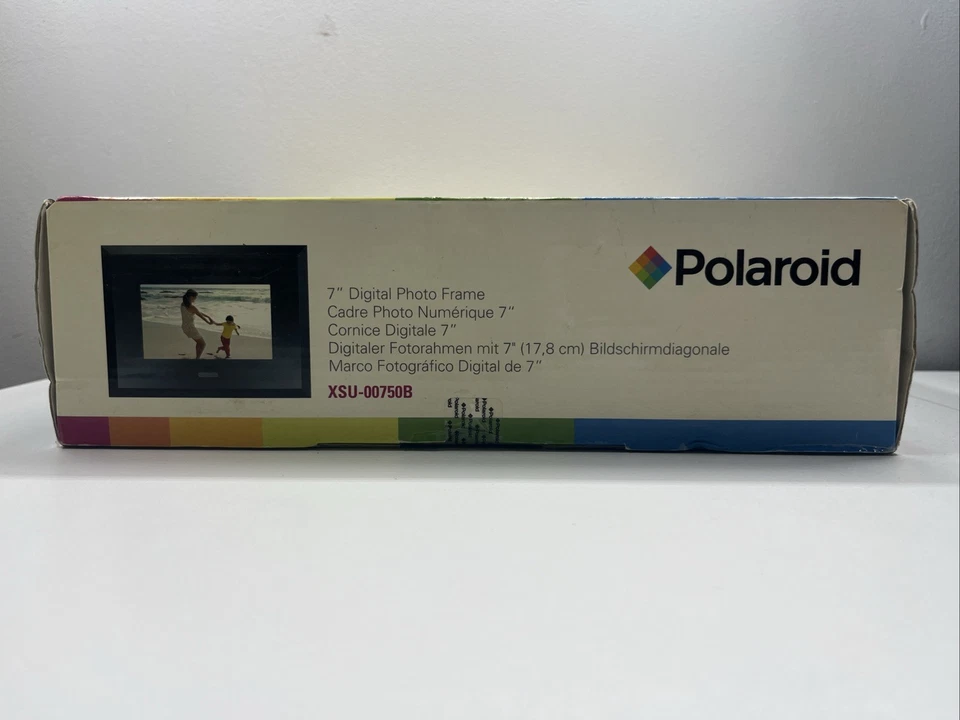 Polaroid
7" Digital Photo Frame
Cadre Photo Numérique 7"
Cornice Digitale 7"
Digitaler Fotorahmen mit 7" (17,8 cm) Bildschirmdiagonale
Marco Fotográfico Digital de 7"
XSU-00750B